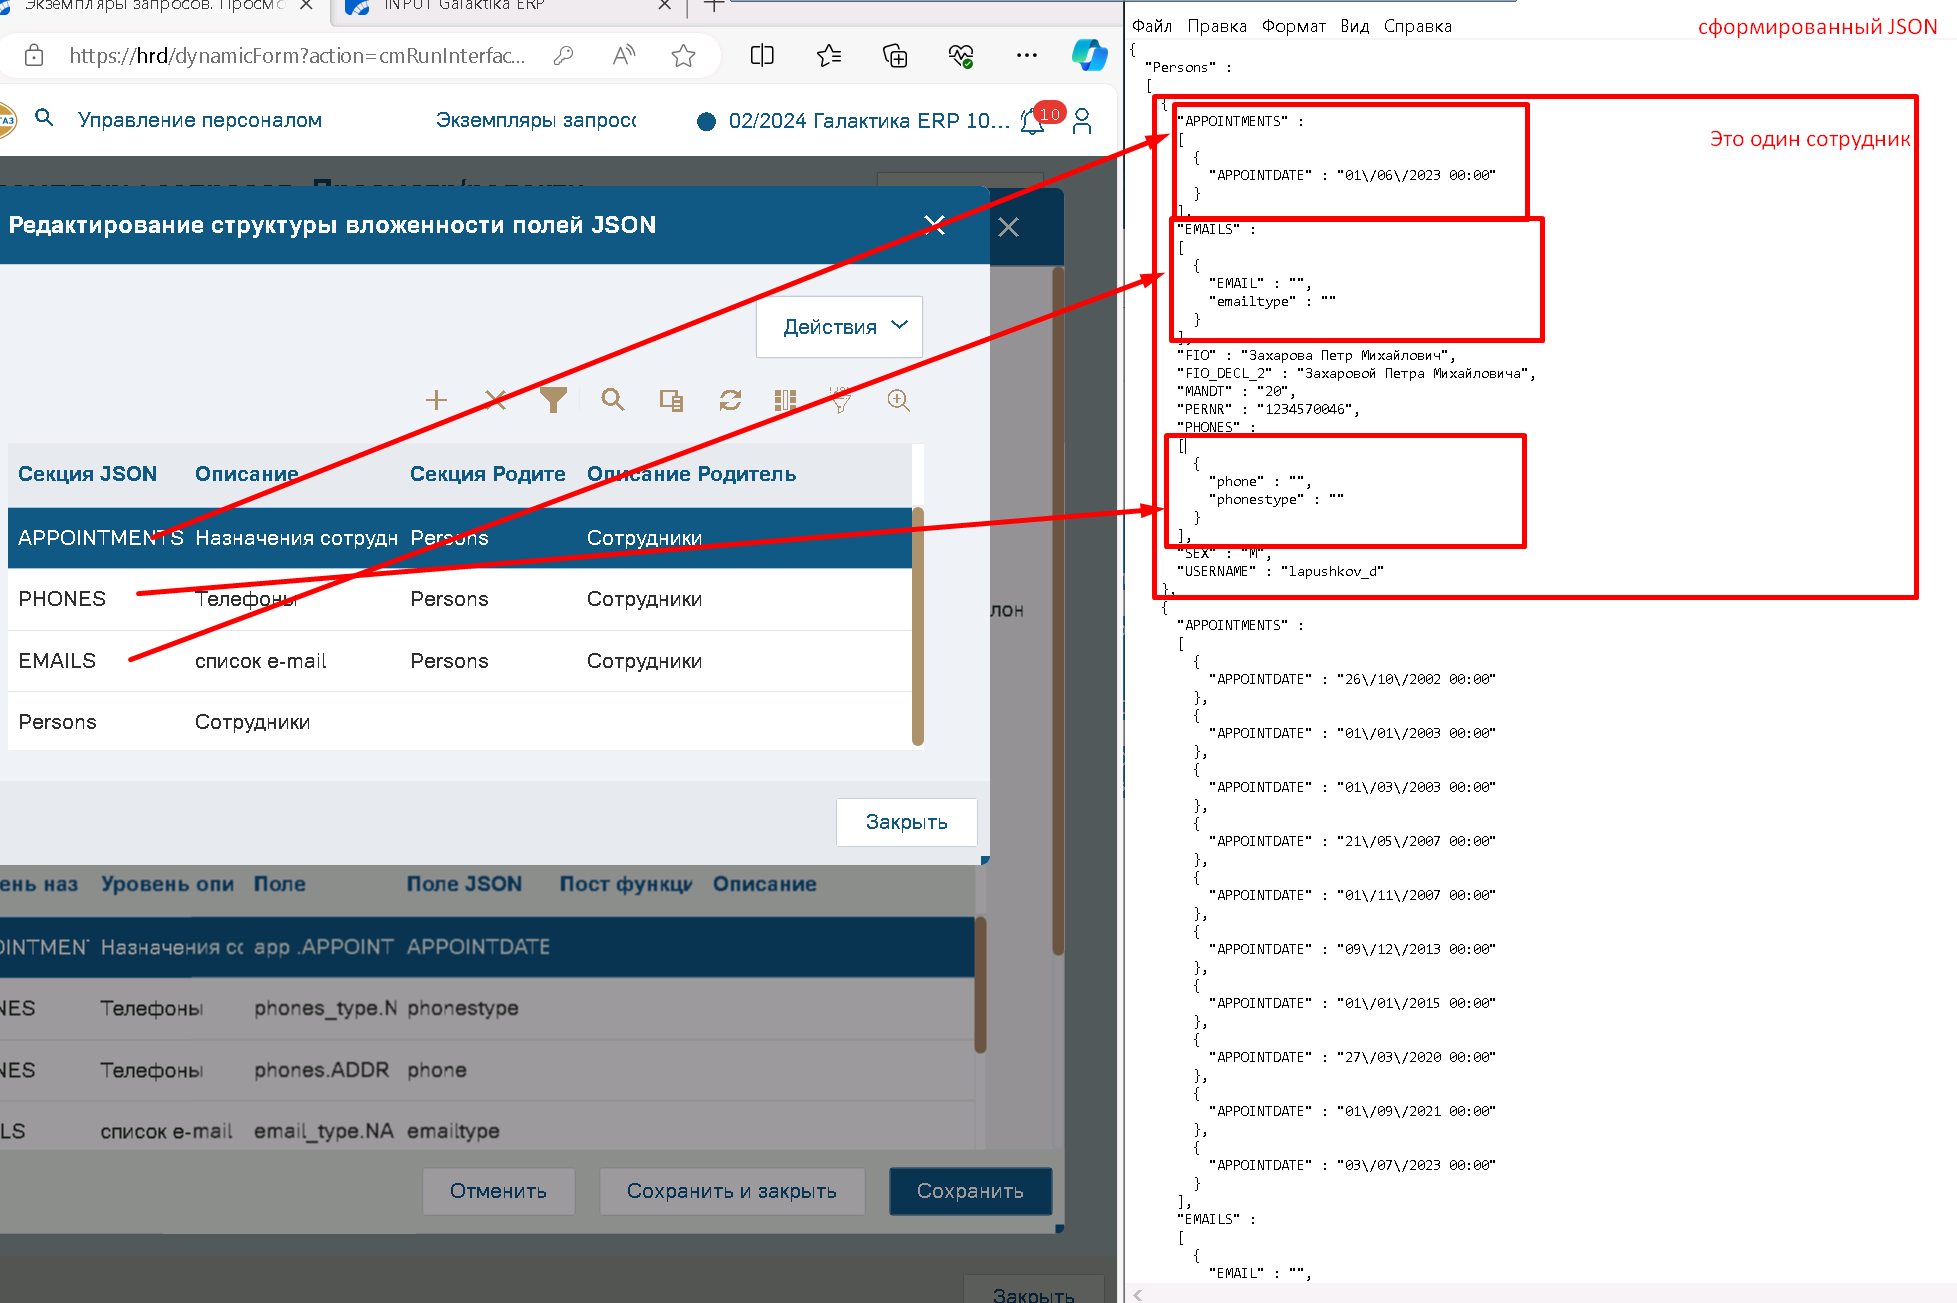 Экземпляры запросов. Просмо
INPUT Galaktika ERP
https://hrd/dynamicForm?action=cmRunInterfac...
Управление персоналом
Экземпляры запросо
02/2024 Галактика ERP 10...
10
Редактирование структуры вложенности полей JSON
Действия
Секция JSON Описание Секция Родите Описание Родитель
APPOINTMENTS Назначения сотрудн Persons Сотрудники
PHONES Телефоны Persons Сотрудники
EMAILS список e-mail Persons Сотрудники
Persons Сотрудники
лон
Закрыть
ень наз Уровень опи Поле Поле JSON Пост функци Описание
OINTMEN Назначения сс app .APPOINT APPOINTDATE
NES Телефоны phones_type.N phonestype
NES Телефоны phones.ADDR phone
LS список e-mail email_type.NA emailtype
Отменить
Сохранить и закрыть
Сохранить
Закрыть
Файл Правка Формат Вид Справка
сформированный JSON
{
"Persons" :
[
{
"APPOINTMENTS" :
Это один сотрудник
[
{
"APPOINTDATE" : "01\/06\/2023 00:00"
}
],
"EMAILS" :
[
{
"EMAIL" : "",
"emailtype" : ""
}
],
"FIO" : "Захарова Петр Михайлович",
"FIO_DECL_2" : "Захаровой Петра Михайловича",
"MANDT" : "20",
"PERNR" : "1234570046",
"PHONES" :
[
{
"phone" : "",
"phonestype" : ""
}
],
"SEX" : "М",
"USERNAME" : "lapushkov_d"
},
{
"APPOINTMENTS" :
[
{
"APPOINTDATE" : "26\/10\/2002 00:00"
},
{
"APPOINTDATE" : "01\/01\/2003 00:00"
},
{
"APPOINTDATE" : "01\/03\/2003 00:00"
},
{
"APPOINTDATE" : "21\/05\/2007 00:00"
},
{
"APPOINTDATE" : "01\/11\/2007 00:00"
},
{
"APPOINTDATE" : "09\/12\/2013 00:00"
},
{
"APPOINTDATE" : "01\/01\/2015 00:00"
},
{
"APPOINTDATE" : "27\/03\/2020 00:00"
},
{
"APPOINTDATE" : "01\/09\/2021 00:00"
},
{
"APPOINTDATE" : "03\/07\/2023 00:00"
}
],
"EMAILS" :
[
{
"EMAIL" : "",